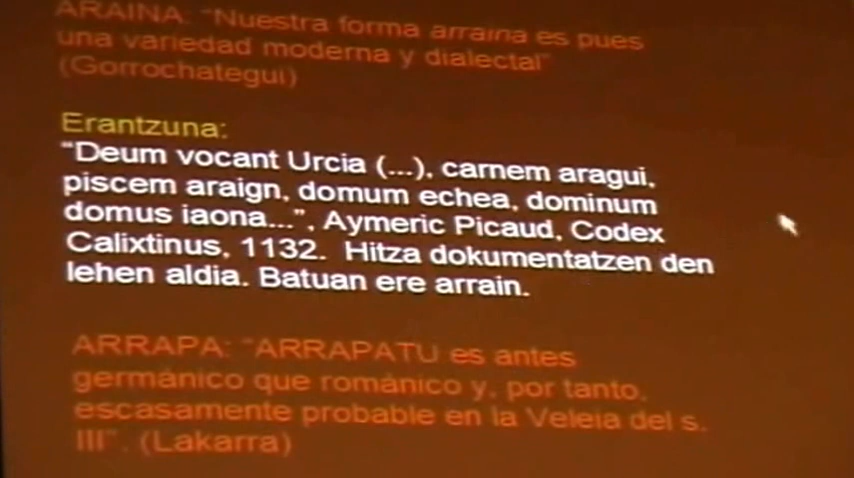 ARAINA: "Nuestra forma arraina es pues
una variedad moderna y dialectal"
(Gorrochategui)
Erantzuna:
"Deum vocant Urcia (...), carnem aragui,
piscem araign, domum echea, dominum
domus iaona...", Aymeric Picaud, Codex
Calixtinus, 1132. Hitza dokumentatzen den
lehen aldia. Batuan ere arrain.
ARRAPA: "ARRAPATU es antes
germánico que románico y, por tanto,
escasamente probable en la Veleia del s.
III". (Lakarra)